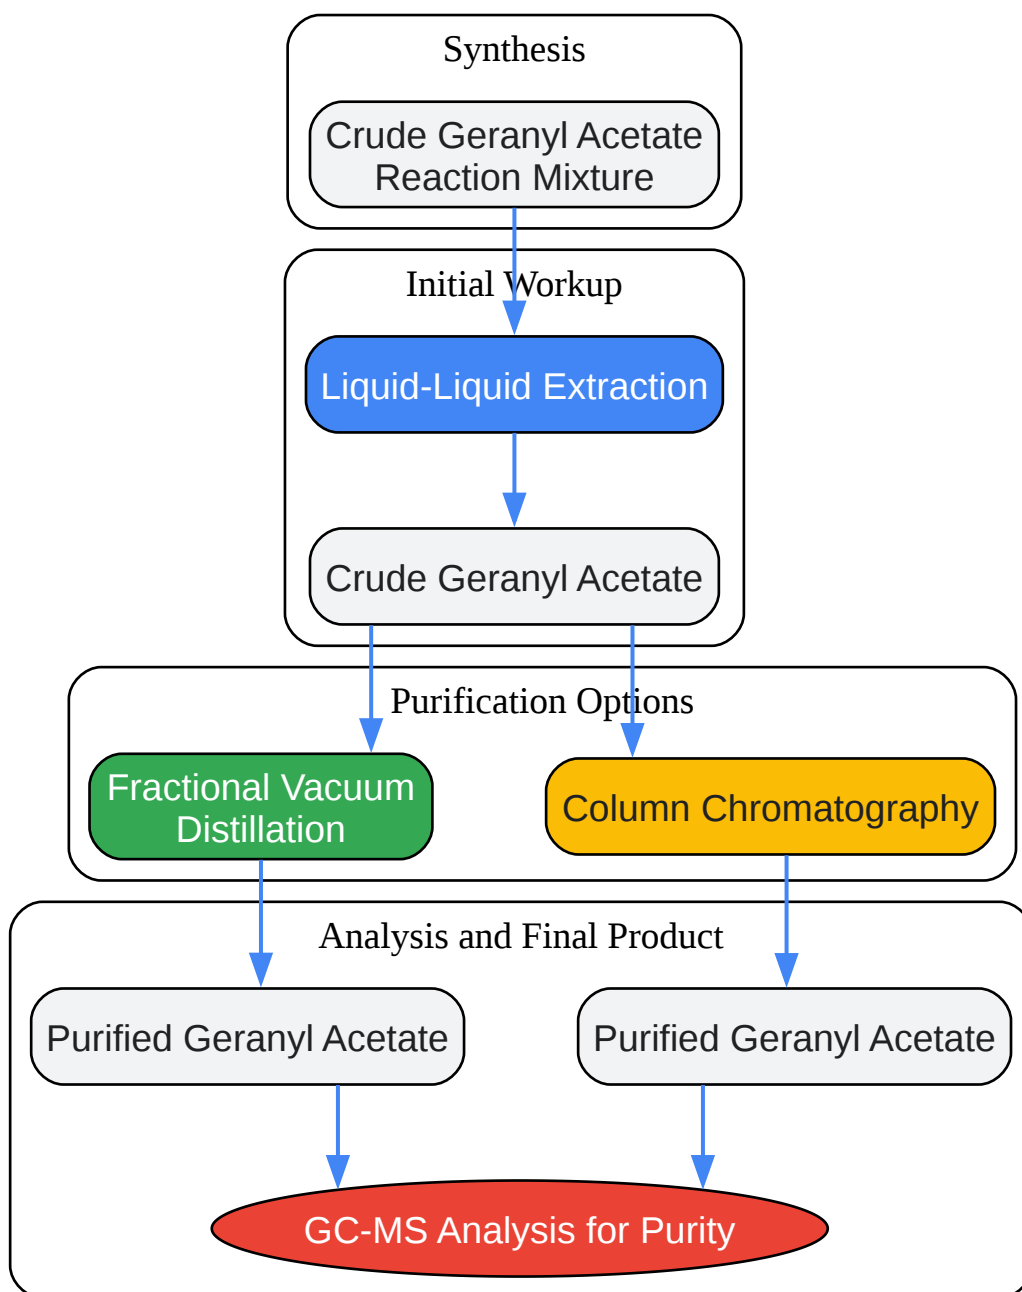 Synthesis
Crude Geranyl Acetate
Reaction Mixture
Initial Workup
Liquid-Liquid Extraction
Crude Geranyl Acetate
Purification Options
Fractional Vacuum
Distillation
Column Chromatography
Analysis and Final Product
Purified Geranyl Acetate
Purified Geranyl Acetate
GC-MS Analysis for Purity